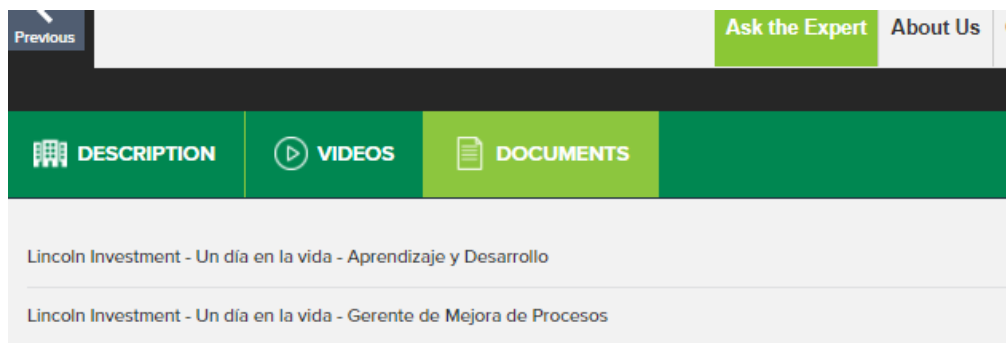 Previous
Ask the Expert About Us
DESCRIPTION VIDEOS DOCUMENTS
Lincoln Investment - Un día en la vida - Aprendizaje y Desarrollo
Lincoln Investment - Un día en la vida - Gerente de Mejora de Procesos